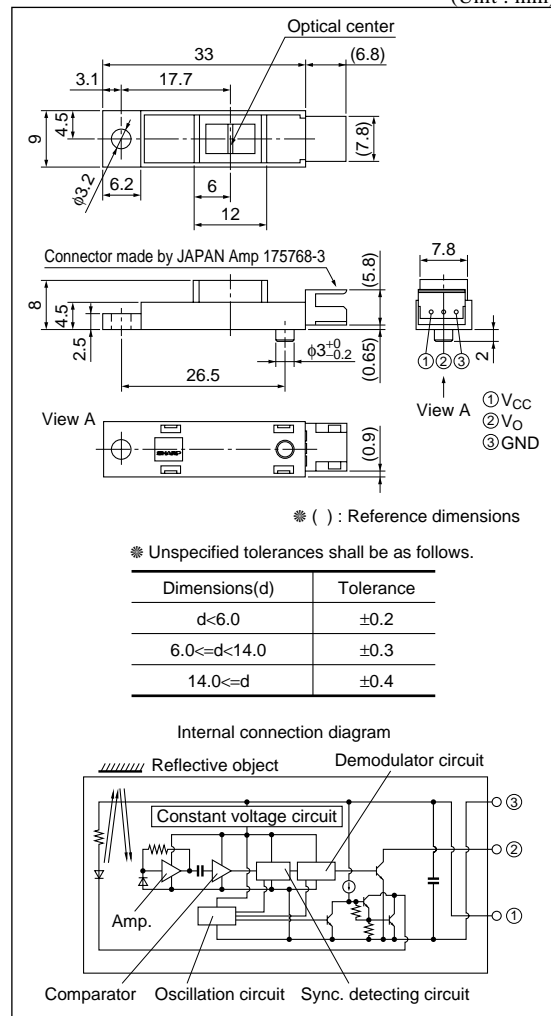 (Unit : mm)
Optical center
33
(6.8)
3.1
17.7
9
4.5
(7.8)
φ3.2
6.2
6
12
Connector made by JAPAN Amp 175768-3
(5.8)
7.8
8
4.5
2.5
φ3+0−0.2
(0.65)
2
26.5
① ② ③
View A
①VCC
②VO
③GND
View A
SHARP
(0.9)
❋ ( ) : Reference dimensions
❋ Unspecified tolerances shall be as follows.
Dimensions(d) Tolerance
d<6.0 ±0.2
6.0<=d<14.0 ±0.3
14.0<=d ±0.4
Internal connection diagram
Reflective object
Demodulator circuit
Constant voltage circuit
③
②
①
Amp.
Comparator Oscillation circuit Sync. detecting circuit